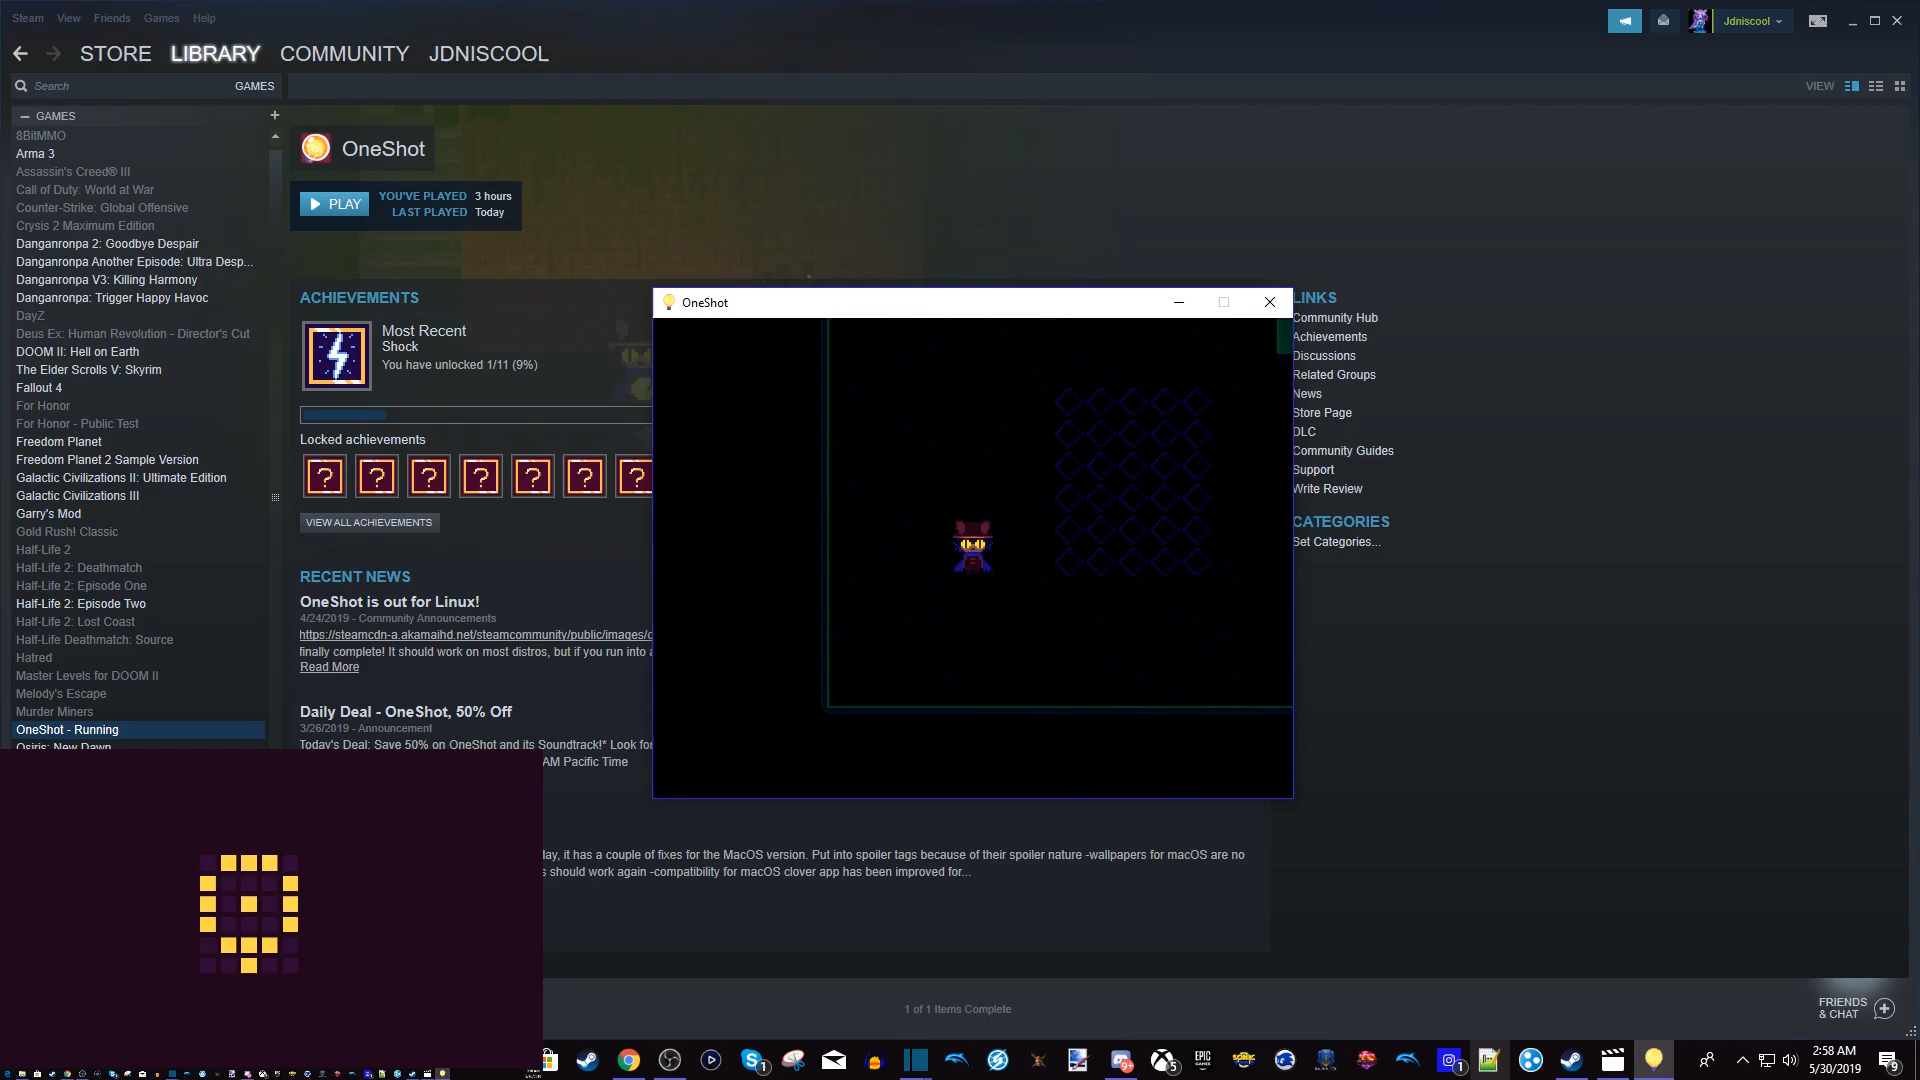 Steam View Friends Games Help
Jdniscool
STORE LIBRARY COMMUNITY JDNISCOOL
Search GAMES VIEW
GAMES
8BitMMO
Arma 3
Assassin's Creed® III
Call of Duty: World at War
Counter-Strike: Global Offensive
Crysis 2 Maximum Edition
Danganronpa 2: Goodbye Despair
Danganronpa Another Episode: Ultra Desp...
Danganronpa V3: Killing Harmony
Danganronpa: Trigger Happy Havoc
DayZ
Deus Ex: Human Revolution - Director's Cut
DOOM II: Hell on Earth
The Elder Scrolls V: Skyrim
Fallout 4
For Honor
For Honor - Public Test
Freedom Planet
Freedom Planet 2 Sample Version
Galactic Civilizations II: Ultimate Edition
Galactic Civilizations III
Garry's Mod
Gold Rush! Classic
Half-Life 2
Half-Life 2: Deathmatch
Half-Life 2: Episode One
Half-Life 2: Episode Two
Half-Life 2: Lost Coast
Half-Life Deathmatch: Source
Hatred
Master Levels for DOOM II
Melody's Escape
Murder Miners
OneShot - Running
Osiris: New Dawn
OneShot
PLAY
YOU'VE PLAYED 3 hours
LAST PLAYED Today
ACHIEVEMENTS
Most Recent
Shock
You have unlocked 1/11 (9%)
Locked achievements
? ? ? ? ? ? ?
VIEW ALL ACHIEVEMENTS
RECENT NEWS
OneShot is out for Linux!
4/24/2019 - Community Announcements
https://steamcdn-a.akamaihd.net/steamcommunity/public/images/c
finally complete! It should work on most distros, but if you run into a
Read More
Daily Deal - OneShot, 50% Off
3/26/2019 - Announcement
Today's Deal: Save 50% on OneShot and its Soundtrack!* Look for
AM Pacific Time
lay, it has a couple of fixes for the MacOS version. Put into spoiler tags because of their spoiler nature -wallpapers for macOS are no
s should work again -compatibility for macOS clover app has been improved for...
OneShot
LINKS
Community Hub
Achievements
Discussions
Related Groups
News
Store Page
DLC
Community Guides
Support
Write Review
CATEGORIES
Set Categories...
1 of 1 Items Complete
FRIENDS
& CHAT
1
9+
5
EPIC
GAMES
1
2:58 AM
5/30/2019
9